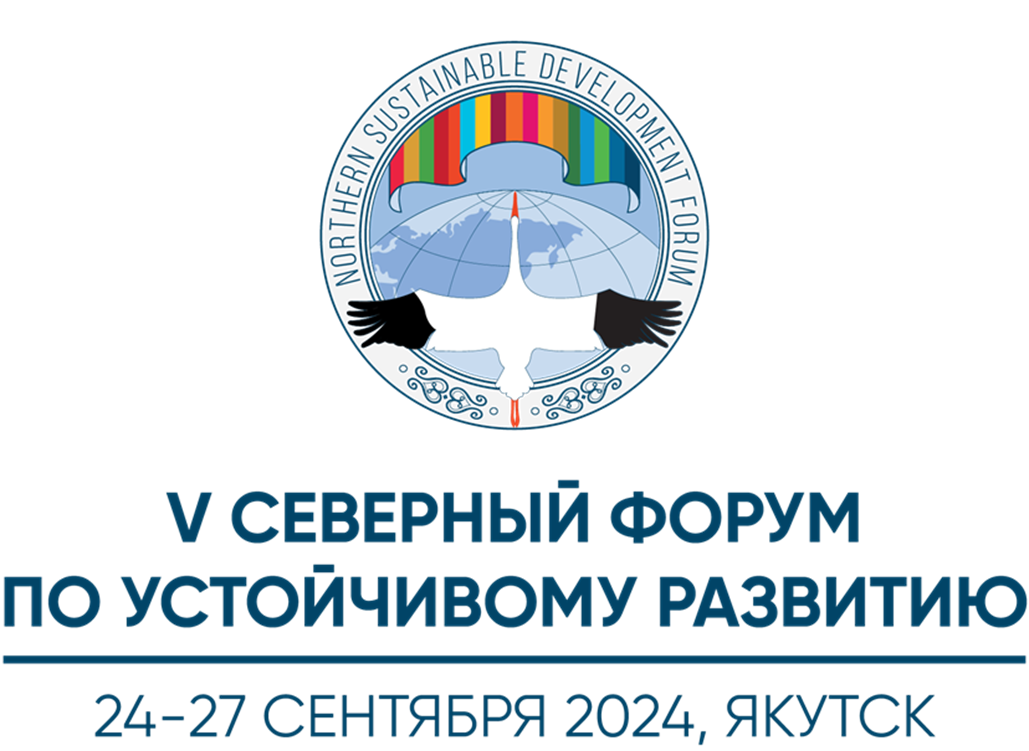 NORTHERN SUSTAINABLE DEVELOPMENT FORUM
V СЕВЕРНЫЙ ФОРУМ
ПО УСТОЙЧИВОМУ РАЗВИТИЮ
24-27 СЕНТЯБРЯ 2024, ЯКУТСК